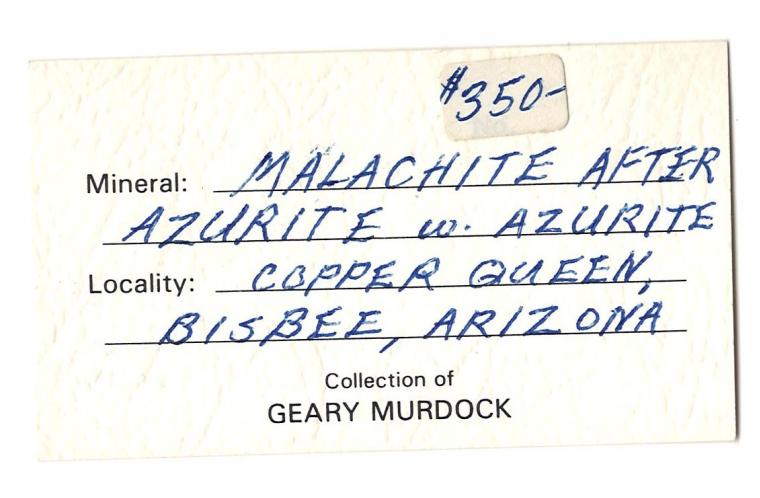 $350-
Mineral: MALACHITE AFTER
AZURITE w. AZURITE
Locality: COPPER QUEEN,
BISBEE, ARIZONA
Collection of
GEARY MURDOCK